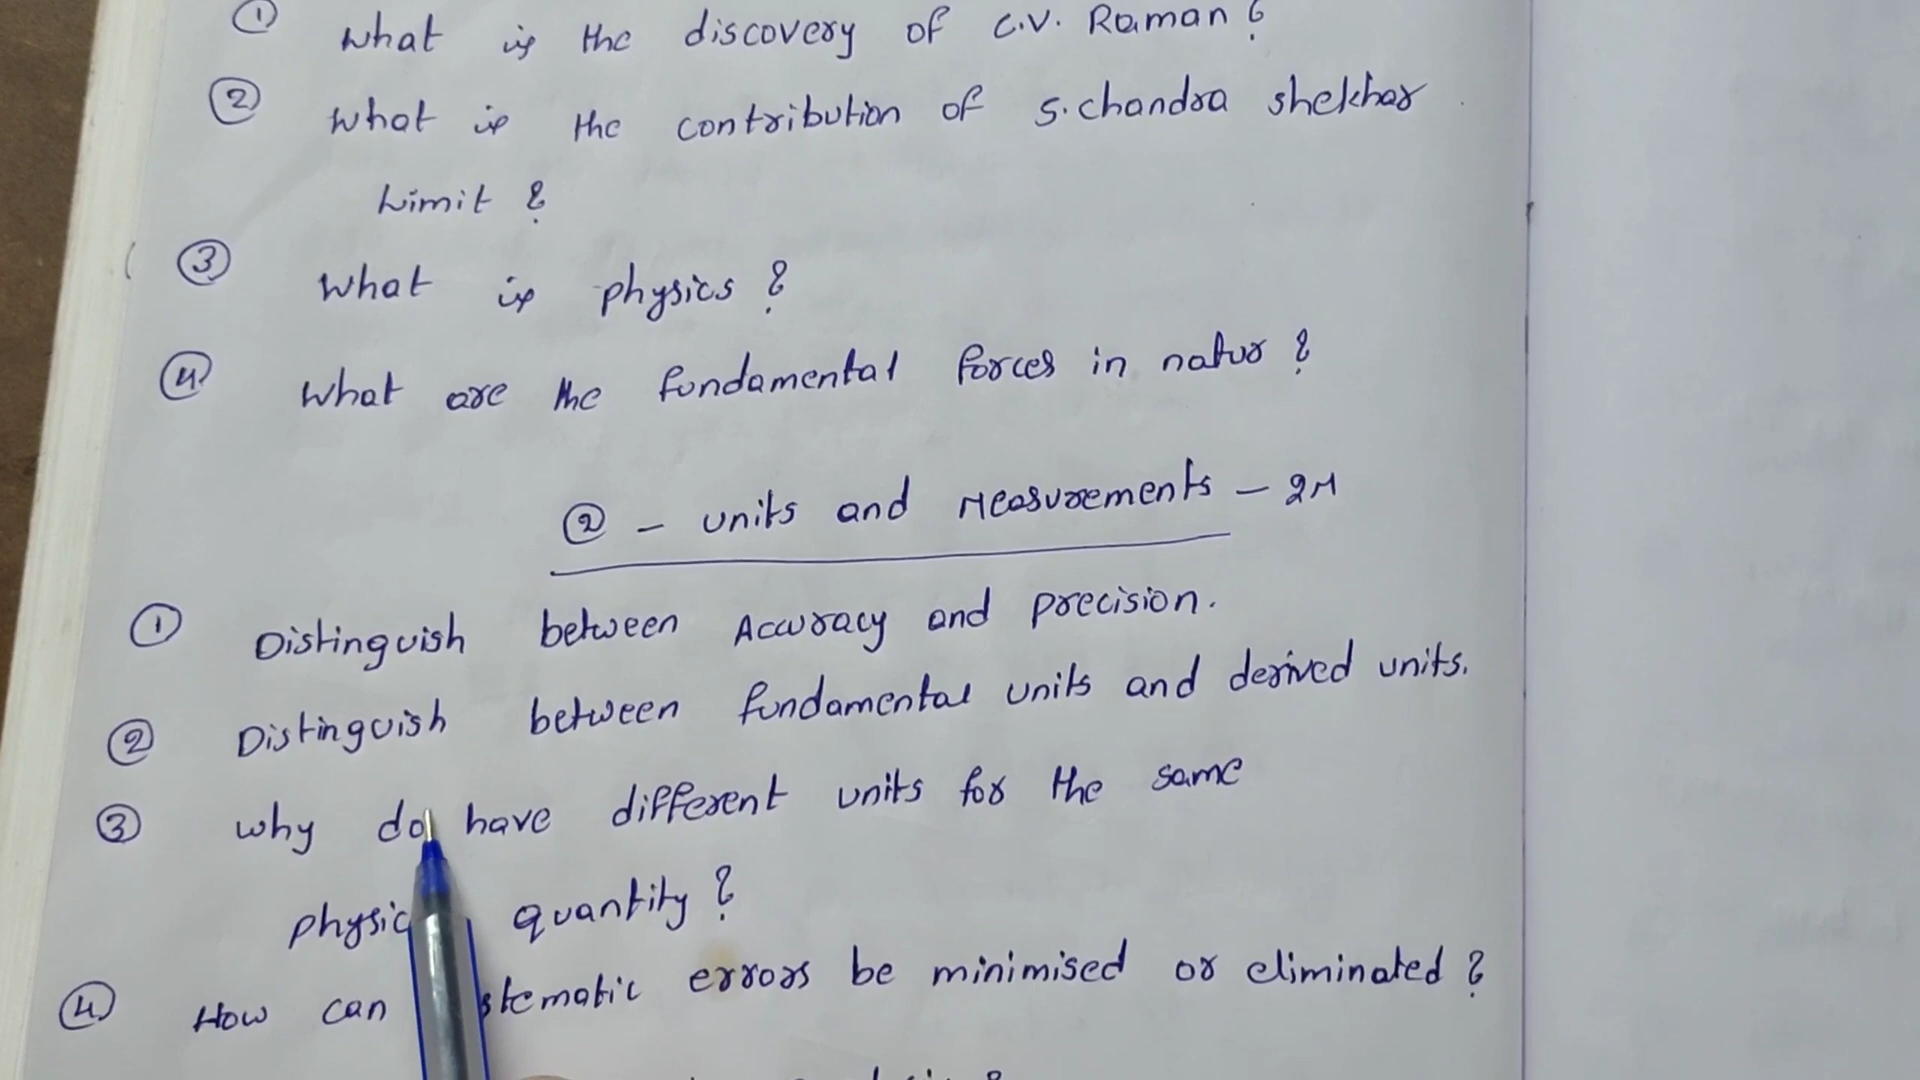 ① What is the discovery of C.V. Raman ?
② What is the contribution of S. chandra shekhar
Limit ?
③ What is physics ?
④ What are the fundamental forces in natur ?
② - units and Measurements - 2M
① Distinguish between Accuracy and precision.
② Distinguish between fundamental units and derived units.
③ why do have different units for the same
physic quantity ?
④ How can stematic errors be minimised or eliminated ?